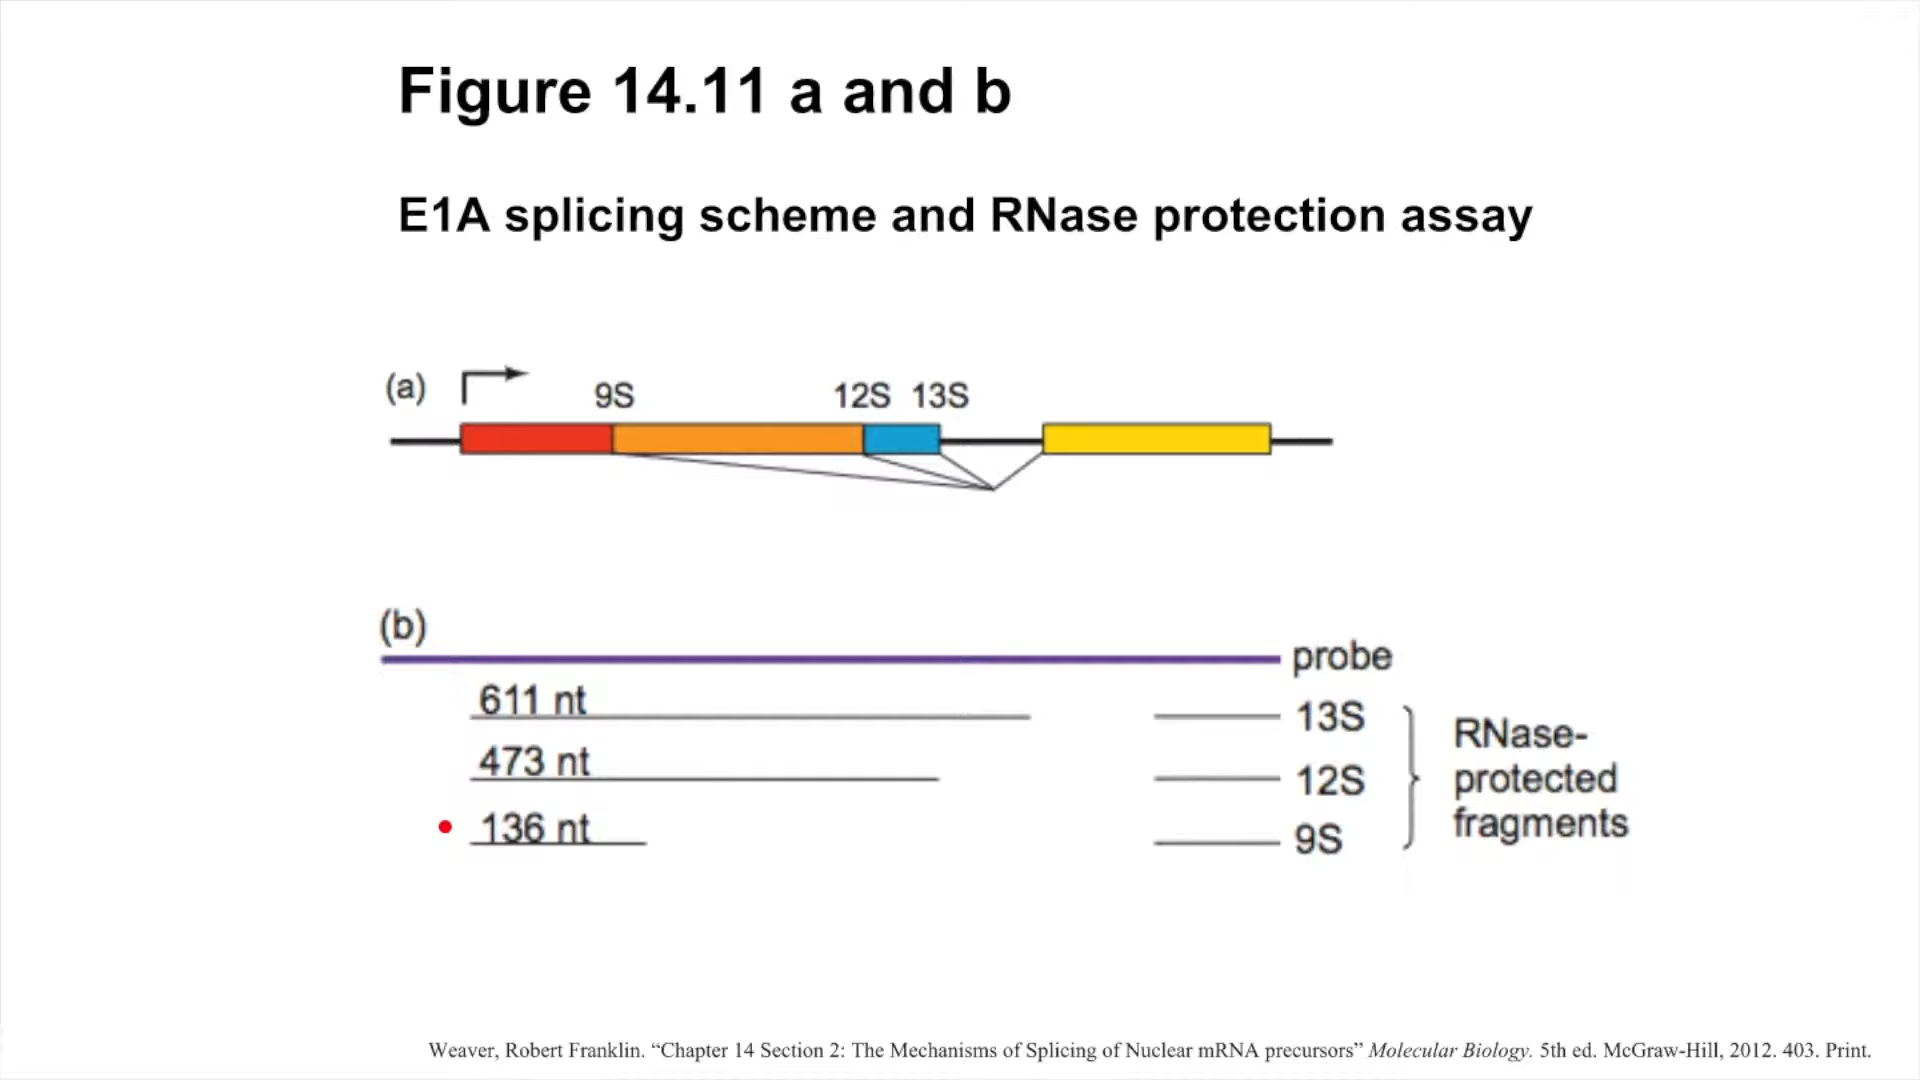 Figure 14.11 a and b
E1A splicing scheme and RNase protection assay
(a)
9S 12S 13S
(b)
probe
611 nt
13S
473 nt
12S
136 nt
9S
RNase-
protected
fragments
Weaver, Robert Franklin. “Chapter 14 Section 2: The Mechanisms of Splicing of Nuclear mRNA precursors” Molecular Biology. 5th ed. McGraw-Hill, 2012. 403. Print.